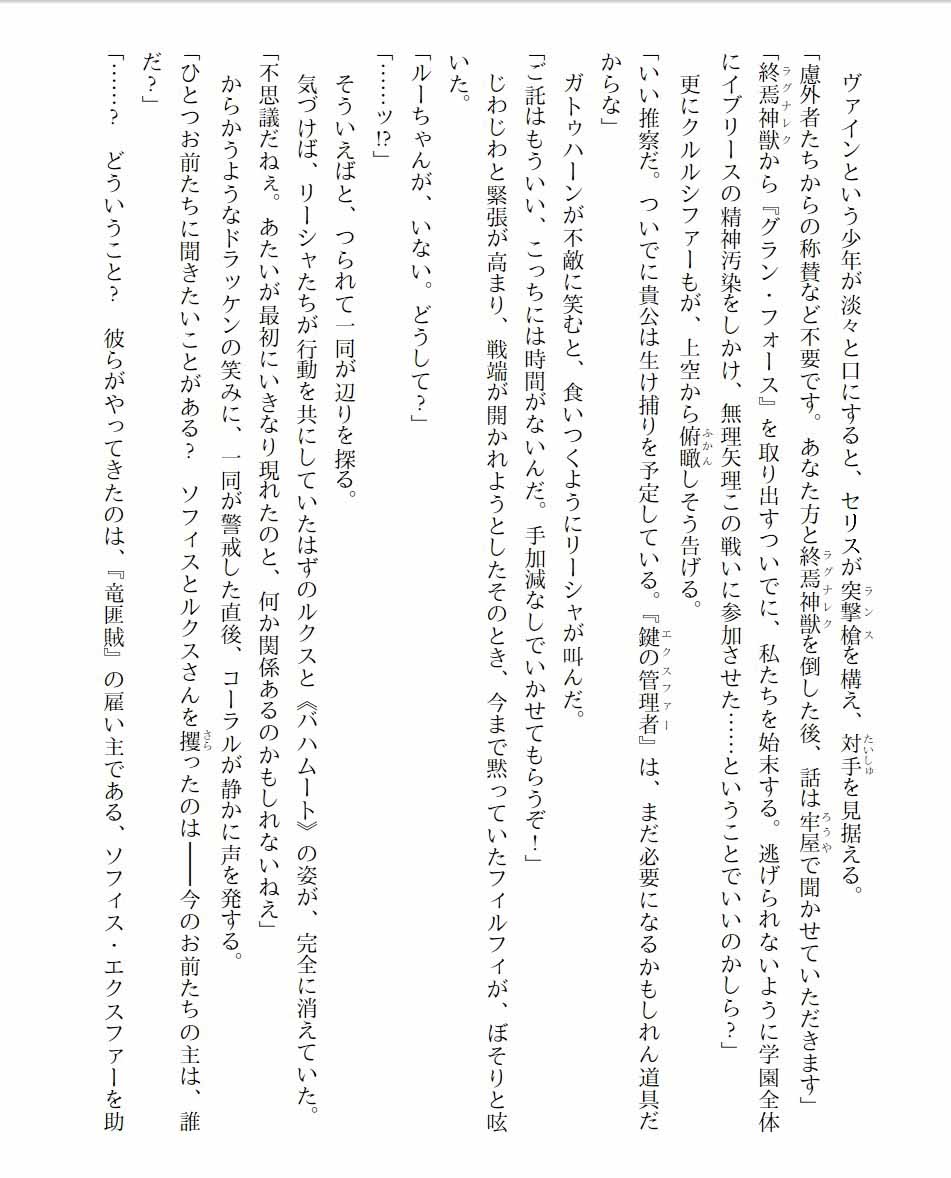 ヴァインという少年が淡々と口にすると、セリスが突撃槍を構え、対手を見据える。
「慮外者たちからの称賛など不要です。あなた方と終焉神獣を倒した後、話は牢屋で聞かせていただきます」
「終焉神獣から『グラン・フォース』を取り出すついでに、私たちを始末する。逃げられないように学園全体
にイブリースの精神汚染をしかけ、無理矢理この戦いに参加させた……ということでいいのかしら？」
　更にクルルシファーもが、上空から俯瞰しそう告げる。
「いい推察だ。ついでに貴公は生け捕りを予定している。『鍵の管理者』は、まだ必要になるかもしれん道具だ
からな」
　ガトゥハーンが不敵に笑むと、食いつくようにリーシャが叫んだ。
「ご託はもういい、こっちには時間がないんだ。手加減なしでいかせてもらうぞ！」
　じわじわと緊張が高まり、戦端が開かれようとしたそのとき、今まで黙っていたフィルフィが、ぼそりと呟
いた。
「ルーちゃんが、いない。どうして？」
「……ッ!?」
　そういえばと、つられて一同が辺りを探る。
　気づけば、リーシャたちが行動を共にしていたはずのルクスと《バハムート》の姿が、完全に消えていた。
「不思議だねぇ。あたいが最初にいきなり現れたのと、何か関係あるのかもしれないねえ」
　からかうようなドラッケンの笑みに、一同が警戒した直後、コーラルが静かに声を発する。
「ひとつお前たちに聞きたいことがある？　ソフィスとルクスさんを攫ったのは――今のお前たちの主は、誰
だ？」
「……？　どういうこと？　彼らがやってきたのは、『竜匪賊』の雇い主である、ソフィス・エクスファーを助